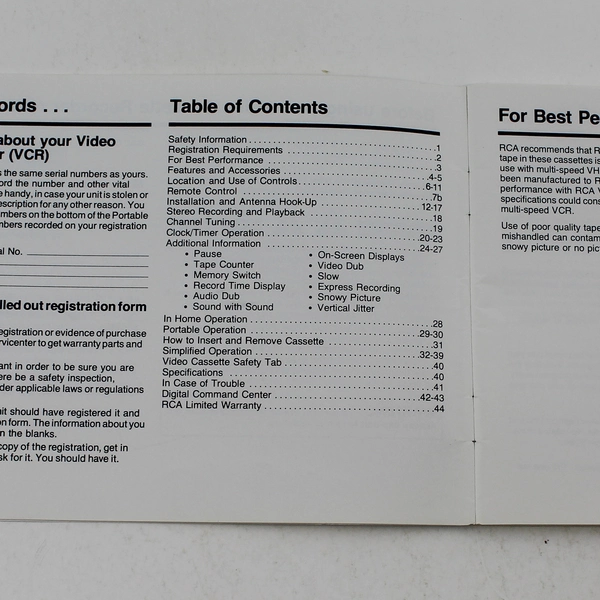 ords . . .
about your Video
r (VCR)
s the same serial numbers as yours.
ord the number and other vital
e handy, in case your unit is stolen or
escription for any other reason. You
numbers on the bottom of the Portable
mbers recorded on your registration
al No.
lled out registration form
egistration or evidence of purchase
rvicenter to get warranty parts and
ant in order to be sure you are
ere be a safety inspection,
der applicable laws or regulations
nit should have registered it and
on form. The information about you
n the blanks.
copy of the registration, get in
sk for it. You should have it.
Table of Contents
Safety Information . . . 1
Registration Requirements . . . 2
For Best Performance . . . 3
Features and Accessories . . . 4-5
Location and Use of Controls . . . 6-11
Remote Control . . . 7b
Installation and Antenna Hook-Up . . . 12-17
Stereo Recording and Playback . . . 18
Channel Tuning . . . 19
Clock/Timer Operation . . . 20-23
Additional Information . . . 24-27
• Pause
• Tape Counter
• Memory Switch
• Record Time Display
• Audio Dub
• Sound with Sound
• On-Screen Displays
• Video Dub
• Slow
• Express Recording
• Snowy Picture
• Vertical Jitter
In Home Operation . . . 28
Portable Operation . . . 29-30
How to Insert and Remove Cassette . . . 31
Simplified Operation . . . 32-39
Video Cassette Safety Tab . . . 40
Specifications . . . 40
In Case of Trouble . . . 41
Digital Command Center . . . 42-43
RCA Limited Warranty . . . 44
For Best Pe
RCA recommends that R
tape in these cassettes is
use with multi-speed VH
been manufactured to R
performance with RCA V
specifications could cons
multi-speed VCR.
Use of poor quality tape
mishandled can contam
snowy picture or no pic